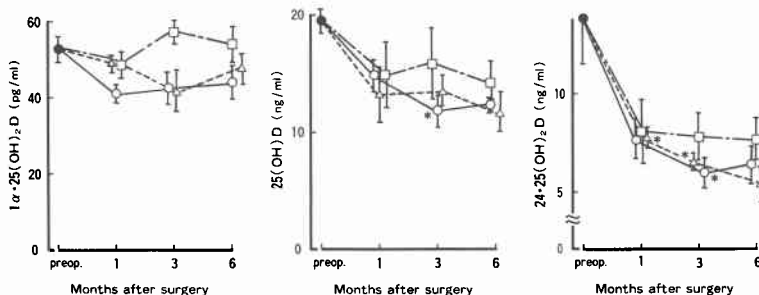 1α·25(OH)₂D (pg/ml)
60
40
20
0
preop.
1
3
6
Months after surgery
25(OH)D (ng/ml)
20
10
0
*
preop.
1
3
6
Months after surgery
24·25(OH)₂D (ng/ml)
10
5
*
*
*
*
preop.
1
3
6
Months after surgery